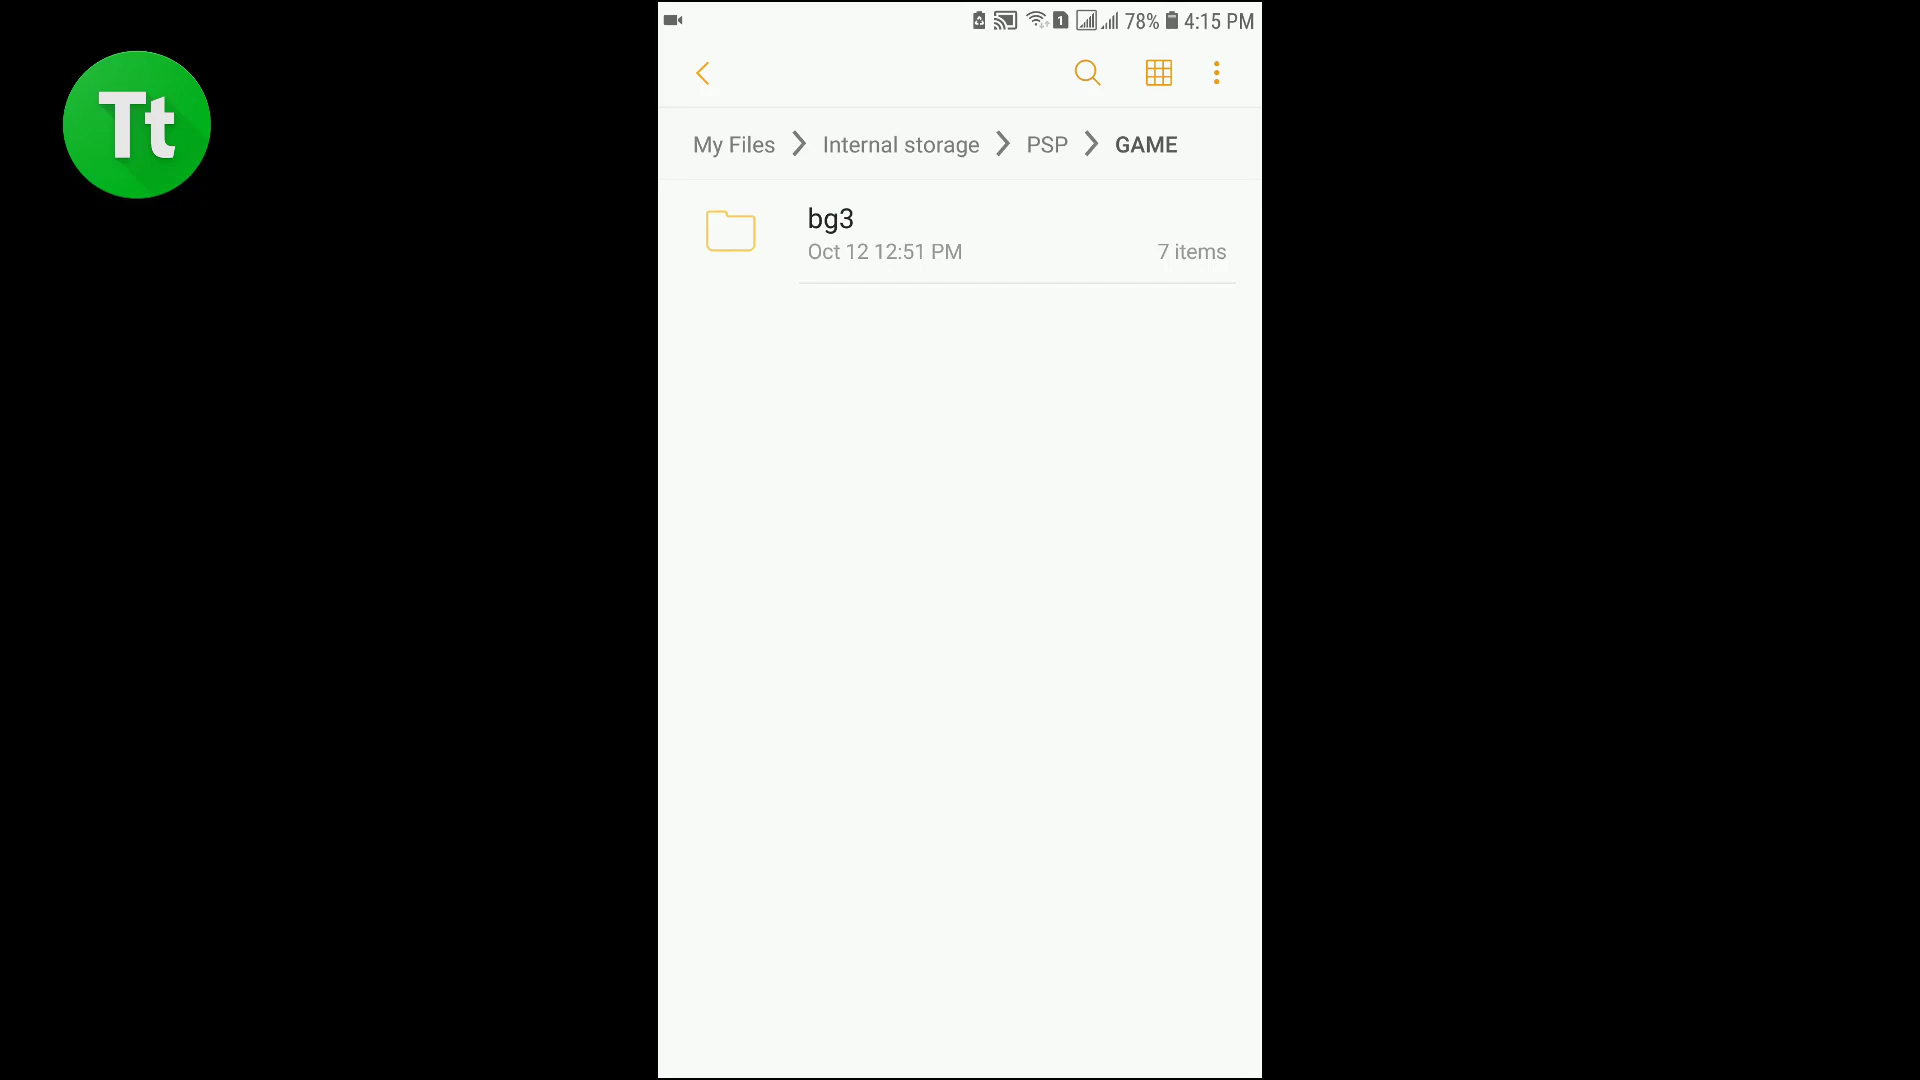 Tt
1 78% 4:15 PM
My Files Internal storage PSP GAME
bg3
Oct 12 12:51 PM 7 items